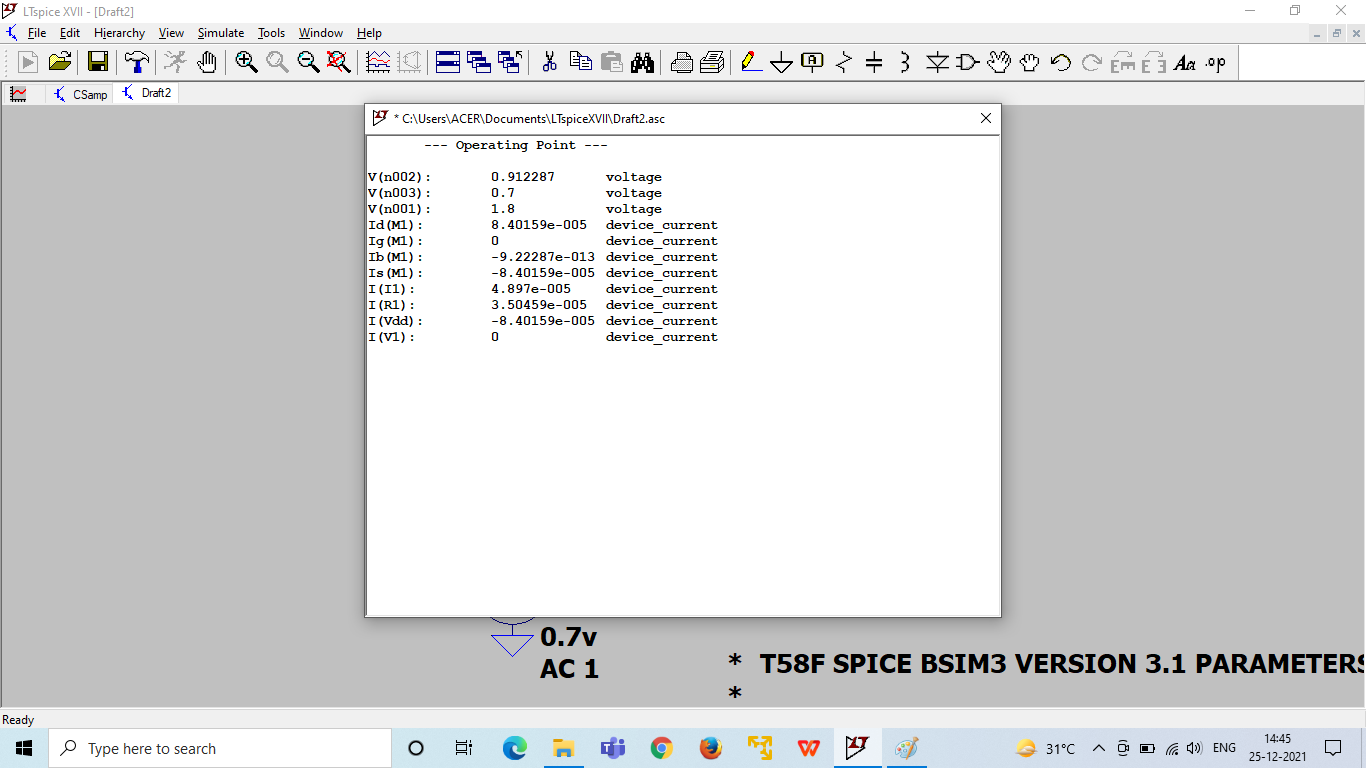 LTspice XVII - [Draft2]
File Edit Hierarchy View Simulate Tools Window Help
.op
CSamp Draft2
* C:\Users\ACER\Documents\LTspiceXVII\Draft2.asc
--- Operating Point ---
V(n002): 0.912287 voltage
V(n003): 0.7 voltage
V(n001): 1.8 voltage
Id(M1): 8.40159e-005 device_current
Ig(M1): 0 device_current
Ib(M1): -9.22287e-013 device_current
Is(M1): -8.40159e-005 device_current
I(I1): 4.897e-005 device_current
I(R1): 3.50459e-005 device_current
I(Vdd): -8.40159e-005 device_current
I(V1): 0 device_current
0.7v
AC 1
* T58F SPICE BSIM3 VERSION 3.1 PARAMETERS
*
Ready
Type here to search
31°C
ENG
14:45
25-12-2021